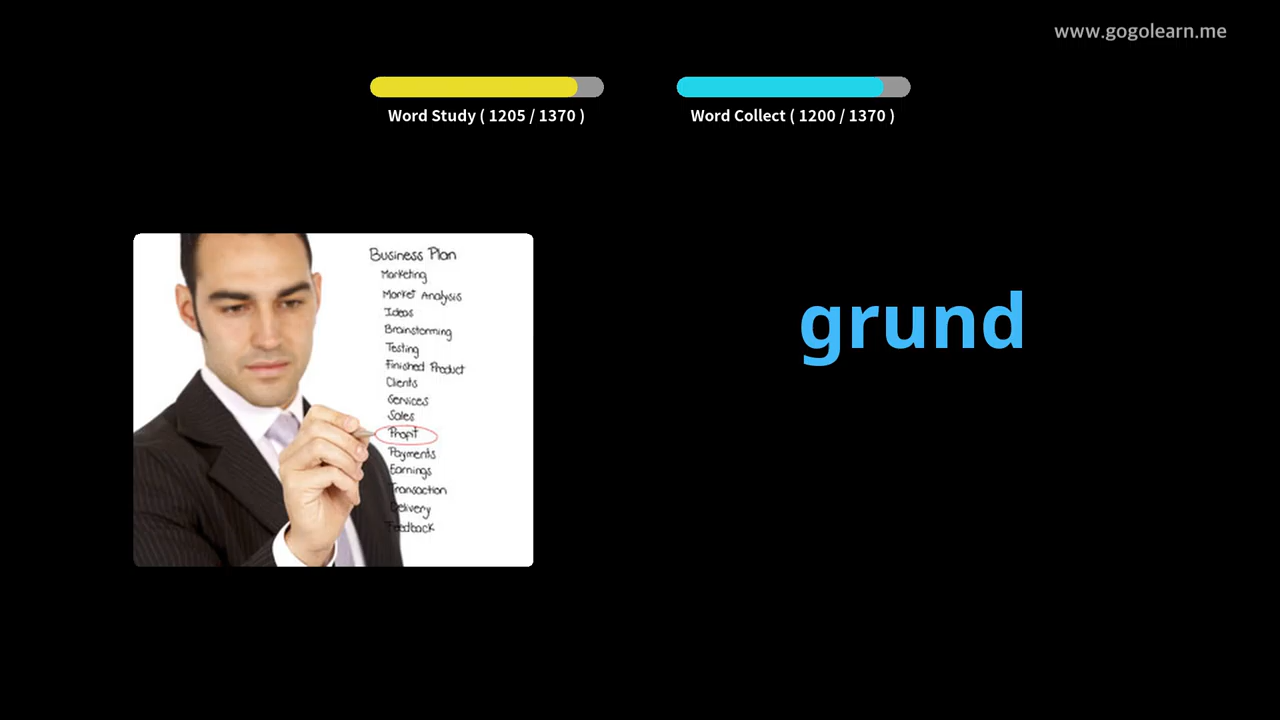 www.gogolearn.me
Word Study ( 1205 / 1370 )
Word Collect ( 1200 / 1370 )
Business Plan
Marketing
Market Analysis
Ideas
Brainstorming
Testing
Finished Product
Clients
Services
Sales
Profit
Payments
Earnings
Transaction
Delivery
Feedback
grund